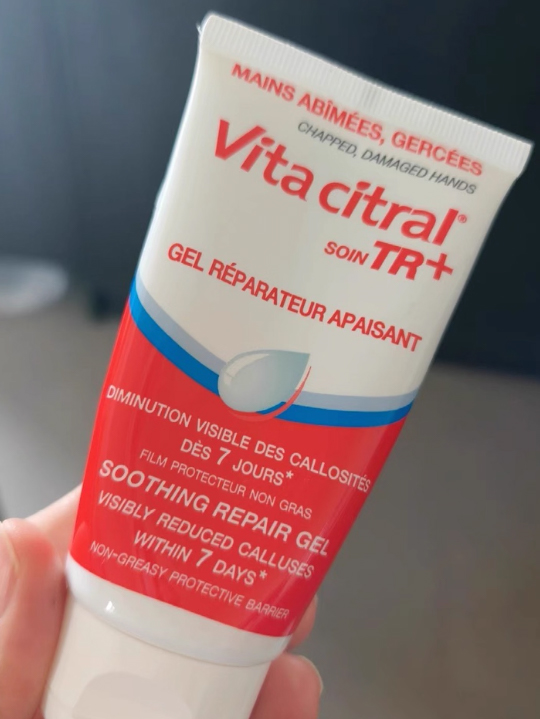 MAINS ABÎMÉES, GERCÉES
CHAPPED, DAMAGED HANDS
Vita citral®
SOIN TR+
GEL RÉPARATEUR APAISANT
DIMINUTION VISIBLE DES CALLOSITÉS
DÈS 7 JOURS*
FILM PROTECTEUR NON GRAS
SOOTHING REPAIR GEL
VISIBLY REDUCED CALLUSES
WITHIN 7 DAYS*
NON-GREASY PROTECTIVE BARRIER